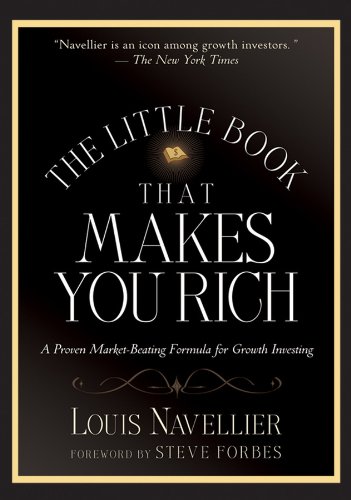 “Navellier is an icon among growth investors.”
— The New York Times
THE LITTLE BOOK
THAT
MAKES
YOU RICH
A Proven Market-Beating Formula for Growth Investing
LOUIS NAVELLIER
FOREWORD BY STEVE FORBES